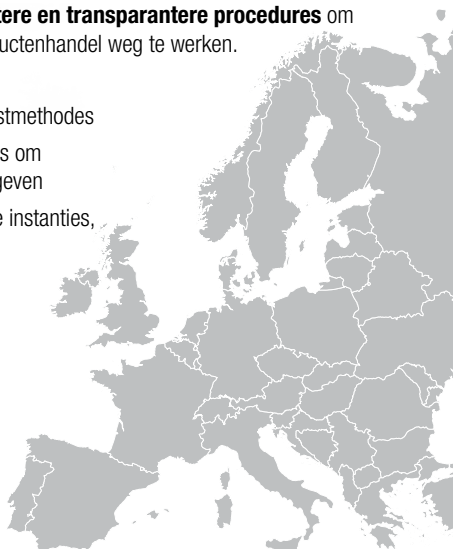 tere en transparantere procedures om
uctenhandel weg te werken.
stmethodes
s om
geven
e instanties,